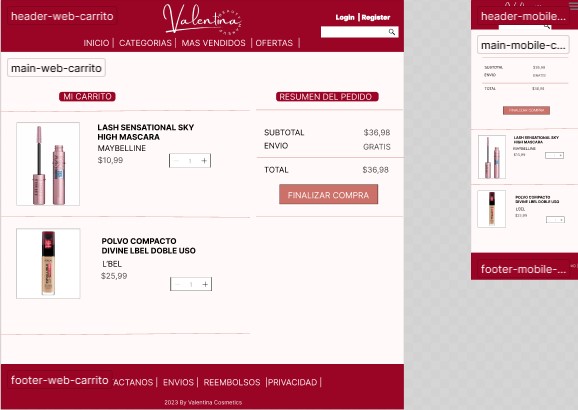 header-web-carrito
Valentina
Login | Register
INICIO | CATEGORIAS | MAS VENDIDOS | OFERTAS |
main-web-carrito
MI CARRITO
RESUMEN DEL PEDIDO
LASH SENSATIONAL SKY
HIGH MASCARA
MAYBELLINE
$10,99
1 +
SUBTOTAL $36,98
ENVIO GRATIS
TOTAL $36,98
FINALIZAR COMPRA
POLVO COMPACTO
DIVINE LBEL DOBLE USO
L'BEL
$25,99
1 +
footer-web-carrito
ACTANOS | ENVIOS | REEMBOLSOS |PRIVACIDAD |
2023 By Valentina Cosmetics
header-mobile...
main-mobile-c...
SUBTOTAL $36,98
ENVIO GRATIS
TOTAL $36,98
FINALIZAR COMPRA
LASH SENSATIONAL SKY
HIGH MASCARA
MAYBELLINE
$10,99
POLVO COMPACTO
DIVINE LBEL DOBLE USO
L'BEL
$25,99
footer-mobile-...